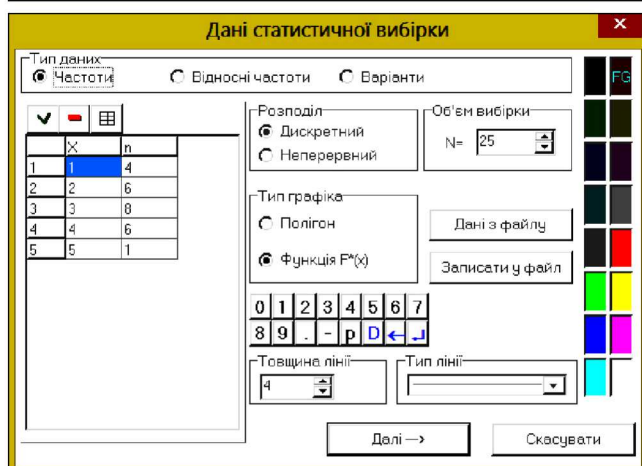 Дані статистичної вибірки
×
Тип даних
Частоти Відносні частоти Варіанти
FG
X n
1 1 4
2 2 6
3 3 8
4 4 6
5 5 1
Розподіл
Дискретний
Неперервний
Об'єм вибірки
N= 25
Тип графіка
Полігон
Функція F*(x)
Дані з файлу
Записати у файл
0 1 2 3 4 5 6 7
8 9 . - p D ← ↵
Товщина лінії
4
Тип лінії
Далі —>
Скасувати